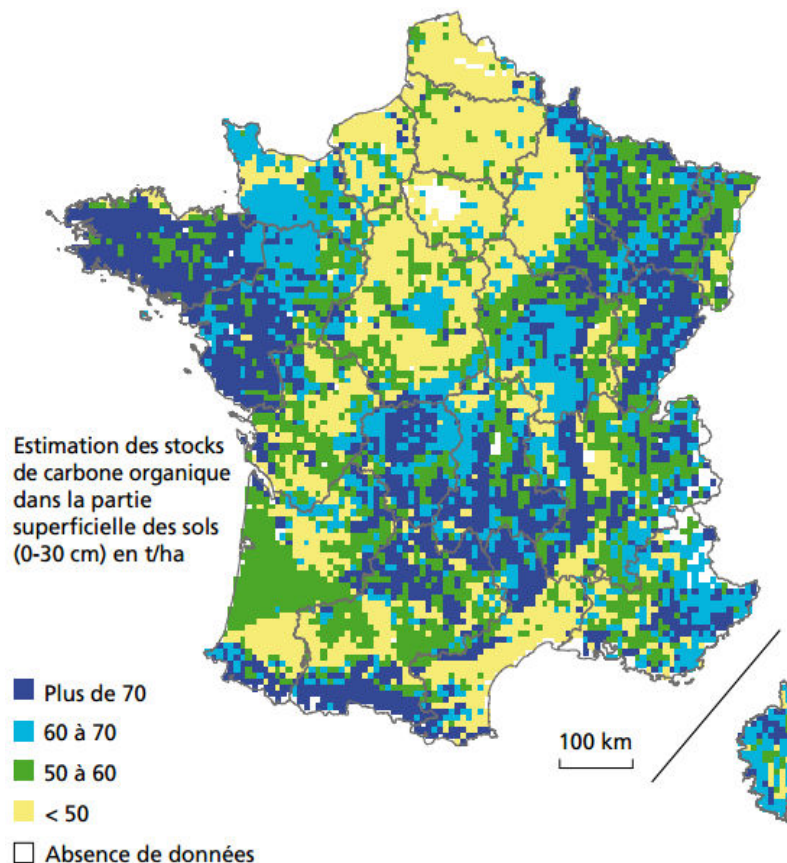 Estimation des stocks
de carbone organique
dans la partie
superficielle des sols
(0-30 cm) en t/ha
Plus de 70
60 à 70
50 à 60
< 50
Absence de données
100 km